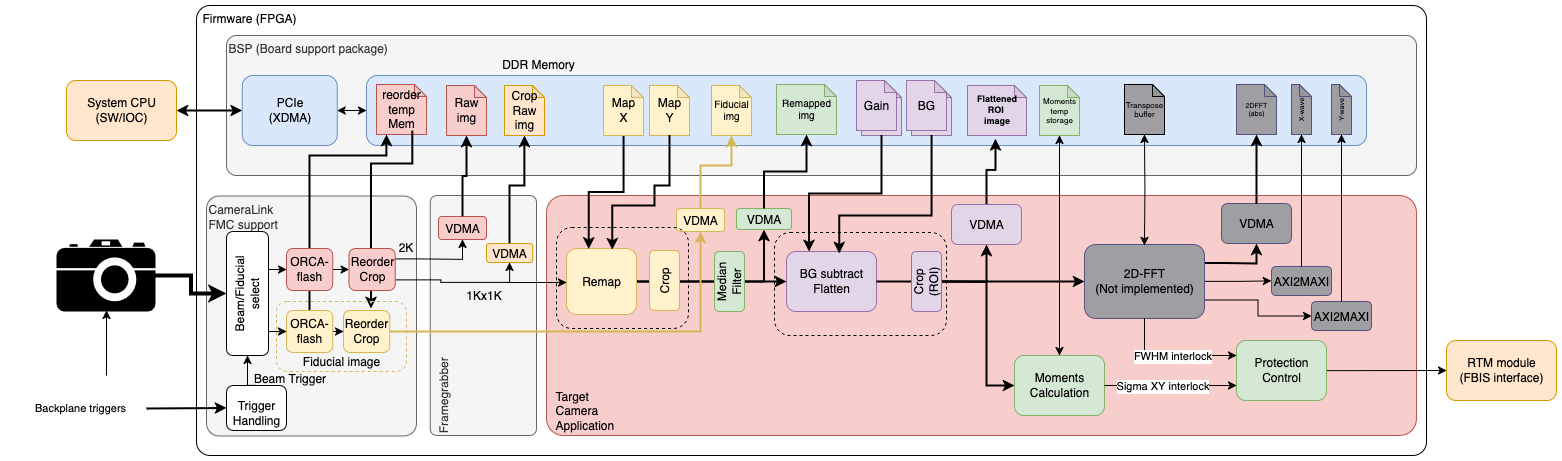 Firmware (FPGA)
BSP (Board support package)
DDR Memory
System CPU
(SW/IOC)
PCIe
(XDMA)
reorder
temp
Mem
Raw
img
Crop
Raw
img
Map
X
Map
Y
Fiducial
img
Remapped
img
Gain
BG
Flattened
ROI
image
Moments
temp
storage
Transpose
buffer
2DFFT
(abs)
X-wave
Y-wave
CameraLink
FMC support
Beam/Fiducial
select
ORCA-
flash
Reorder
Crop
2K
1Kx1K
ORCA-
flash
Reorder
Crop
Fiducial image
Beam Trigger
Trigger
Handling
Backplane triggers
Framegrabber
VDMA
VDMA
Target
Camera
Application
Remap
Crop
VDMA
VDMA
Median
Filter
BG subtract
Flatten
Crop
(ROI)
VDMA
2D-FFT
(Not implemented)
VDMA
AXI2MAXI
AXI2MAXI
Moments
Calculation
FWHM interlock
Sigma XY interlock
Protection
Control
RTM module
(FBIS interface)